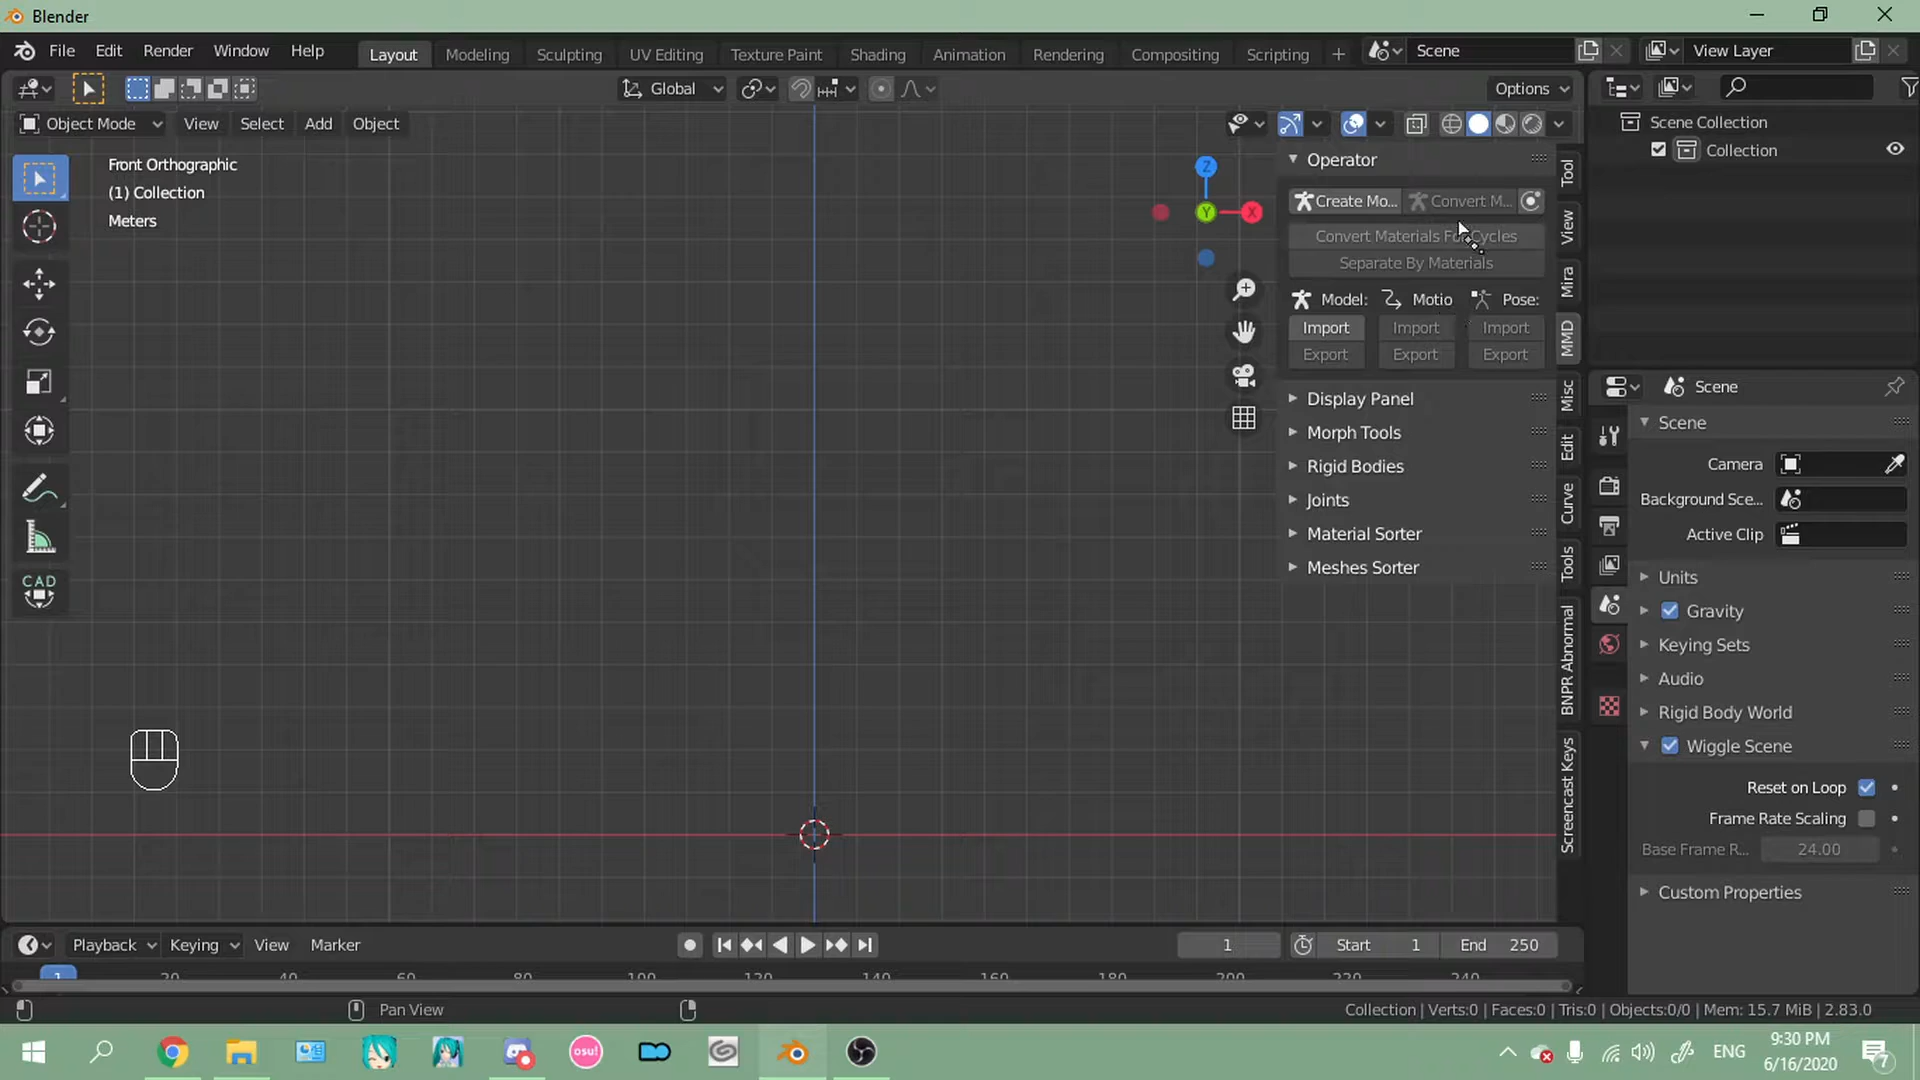 Blender
File Edit Render Window Help
Layout Modeling Sculpting UV Editing Texture Paint Shading Animation Rendering Compositing Scripting +
Scene
View Layer
Global
Options
Object Mode View Select Add Object
Front Orthographic
(1) Collection
Meters
Z
Y
X
CAD
Operator
Create Mo...
Convert M...
Convert Materials For Cycles
Separate By Materials
Model: Motio Pose:
Import Import Import
Export Export Export
Display Panel
Morph Tools
Rigid Bodies
Joints
Material Sorter
Meshes Sorter
Tool
View
Mira
MMD
Misc
Edit
Curve
Tools
BNPR Abnormal
Screencast Keys
Scene Collection
Collection
Scene
Scene
Camera
Background Sce...
Active Clip
Units
Gravity
Keying Sets
Audio
Rigid Body World
Wiggle Scene
Reset on Loop
Frame Rate Scaling
Base Frame R... 24.00
Custom Properties
Playback Keying View Marker
1
Start 1
End 250
1 20 40 60 80 100 120 140 160 180 200 220 240
Pan View
Collection | Verts:0 | Faces:0 | Tris:0 | Objects:0/0 | Mem: 15.7 MiB | 2.83.0
osu!
ENG
9:30 PM
6/16/2020
7